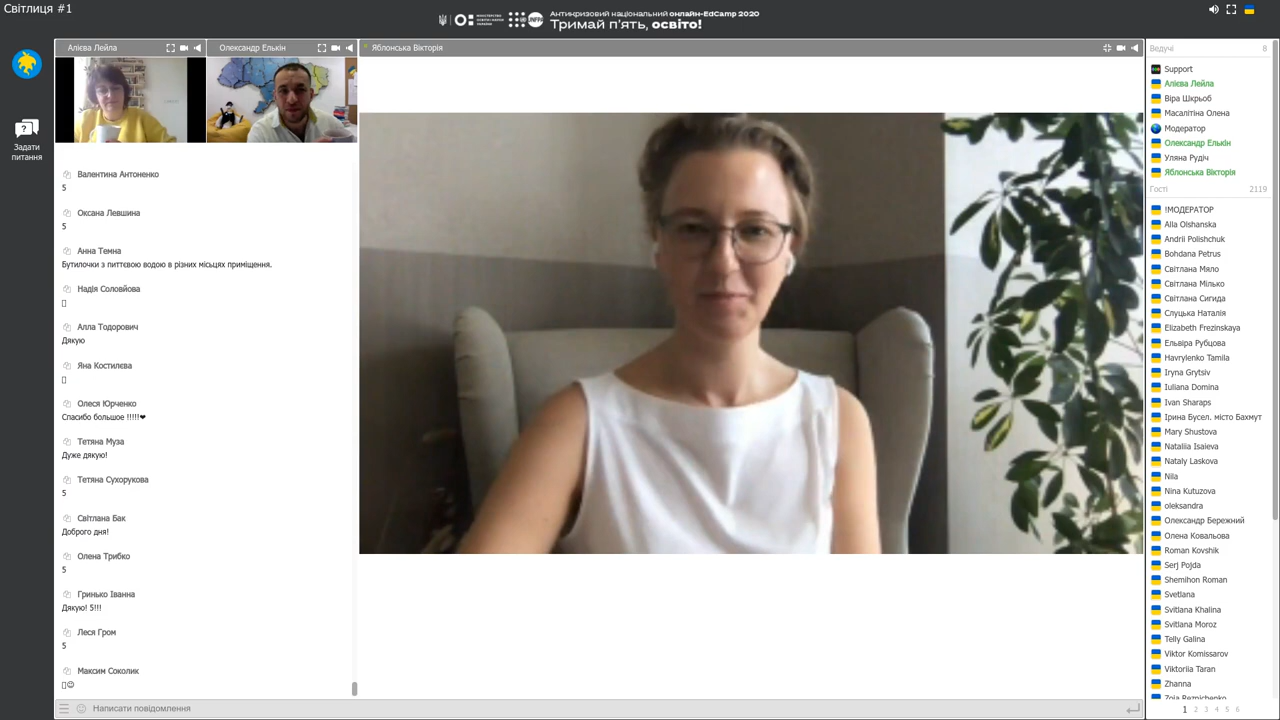 Світлиця #1
Антикризовий національний онлайн-EdCamp 2020
Тримай п'ять, освіто!
Задати
питання
Алієва Лейла
Олександр Елькін
Яблонська Вікторія
Валентина Антоненко
5
Оксана Левшина
5
Анна Темна
Бутилочки з питтєвою водою в різних місьцях приміщення.
Надія Соловйова
Алла Тодорович
Дякую
Яна Костилєва
Олеся Юрченко
Спасибо большое !!!!!❤
Тетяна Муза
Дуже дякую!
Тетяна Сухорукова
5
Світлана Бак
Доброго дня!
Олена Трибко
5
Гринько Іванна
Дякую! 5!!!
Леся Гром
5
Максим Соколик
Написати повідомлення
Ведучі 8
Support
Алієва Лейла
Віра Шкрьоб
Масалітіна Олена
Модератор
Олександр Елькін
Уляна Рудіч
Яблонська Вікторія
Гості 2119
!МОДЕРАТОР
Alla Olshanska
Andrii Polishchuk
Bohdana Petrus
Світлана Мяло
Світлана Мілько
Світлана Сигида
Слуцька Наталія
Elizabeth Frezinskaya
Ельвіра Рубцова
Havrylenko Tamila
Iryna Grytsiv
Iuliana Domina
Ivan Sharaps
Ірина Бусел. місто Бахмут
Mary Shustova
Nataliia Isaieva
Nataly Laskova
Nila
Nina Kutuzova
oleksandra
Олександр Бережний
Олена Ковальова
Roman Kovshik
Serj Pojda
Shemihon Roman
Svetlana
Svitlana Khalina
Svitlana Moroz
Telly Galina
Viktor Komissarov
Viktoriia Taran
Zhanna
Zoia Reznichenko
1 2 3 4 5 6